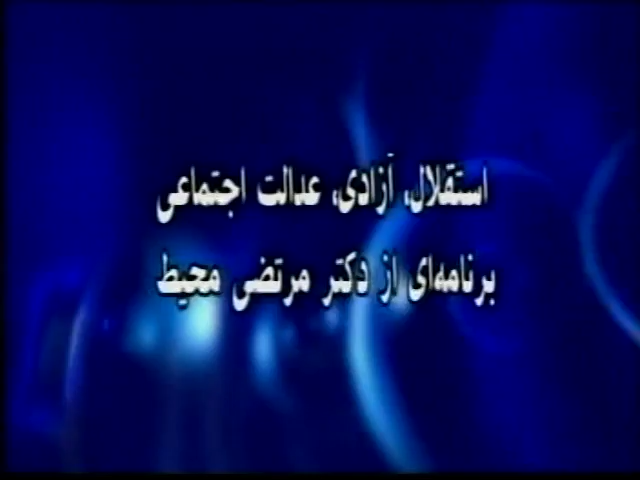 استقلال، آزادی، عدالت اجتماعی
برنامه‌ای از دکتر مرتضی محیط